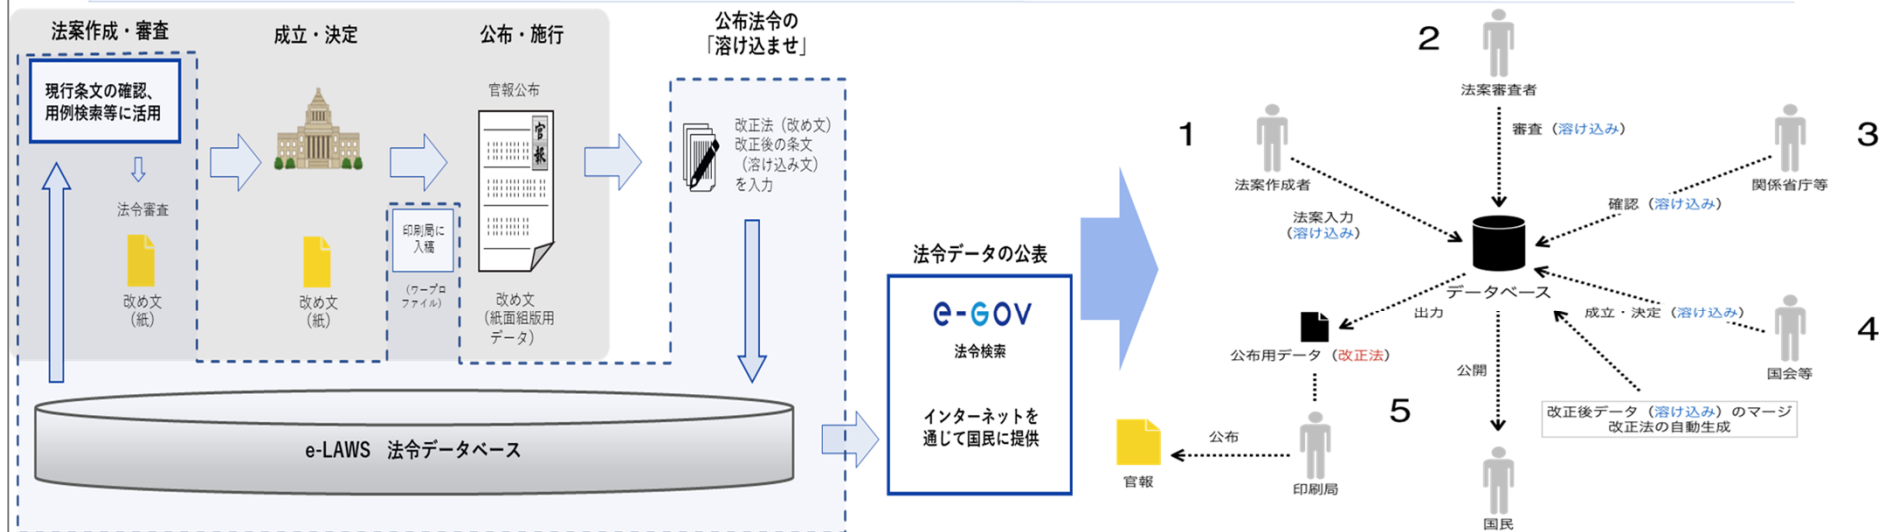 法案作成・審査
現行条文の確認、
用例検索等に活用
法令審査
改め文
(紙)
成立・決定
改め文
(紙)
公布・施行
官報公布
官報
印刷局に
入稿
(ワープロ
ファイル)
改め文
(紙面組版用
データ)
公布法令の
「溶け込ませ」
改正法(改め文)
改正後の条文
(溶け込み文)
を入力
e-LAWS 法令データベース
法令データの公表
e-GOV
法令検索
インターネットを
通じて国民に提供
1
法案作成者
法案入力
(溶け込み)
2
法案審査者
審査(溶け込み)
3
関係省庁等
確認(溶け込み)
データベース
4
国会等
成立・決定(溶け込み)
改正後データ(溶け込み)のマージ
改正法の自動生成
出力
公布用データ(改正法)
5
印刷局
公布
官報
公開
国民